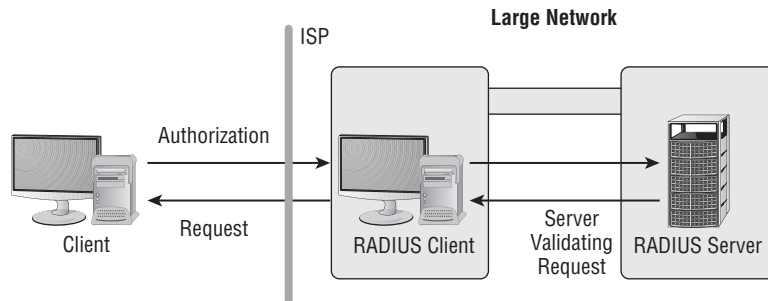 Large Network
ISP
Authorization
Request
Client
RADIUS Client
Server
Validating
Request
RADIUS Server